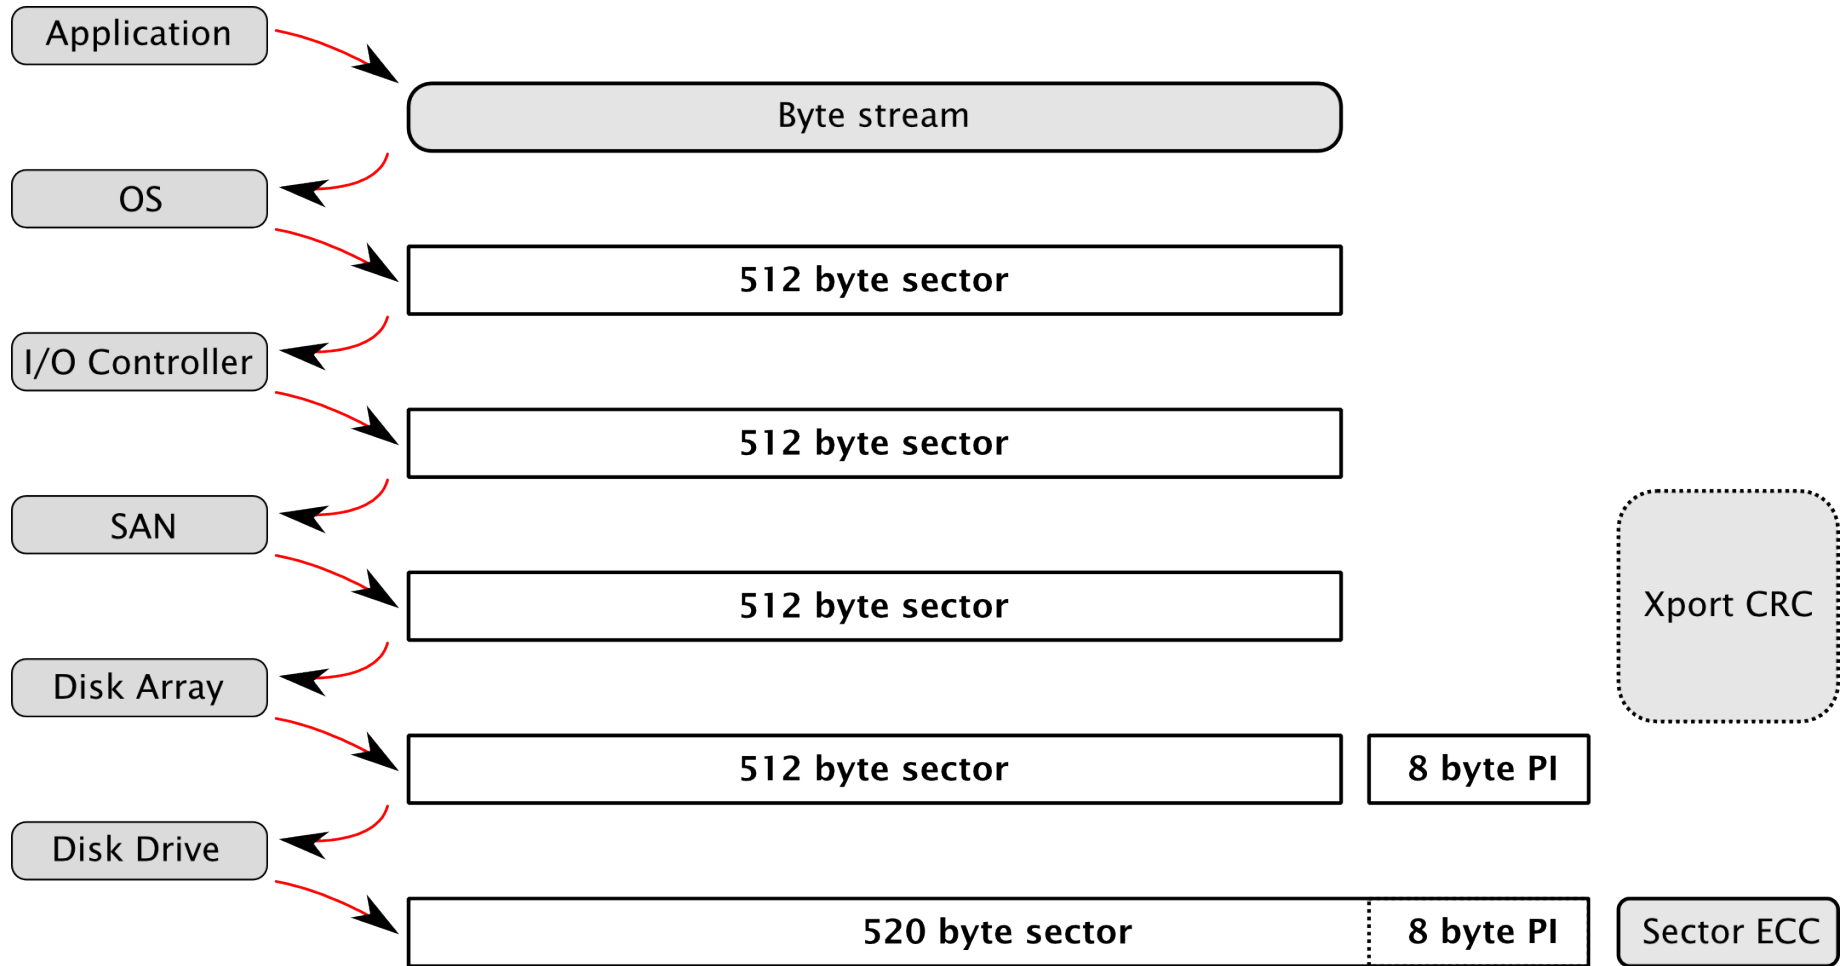 Application
Byte stream
OS
512 byte sector
I/O Controller
512 byte sector
SAN
512 byte sector
Xport CRC
Disk Array
512 byte sector
8 byte PI
Disk Drive
520 byte sector
8 byte PI
Sector ECC